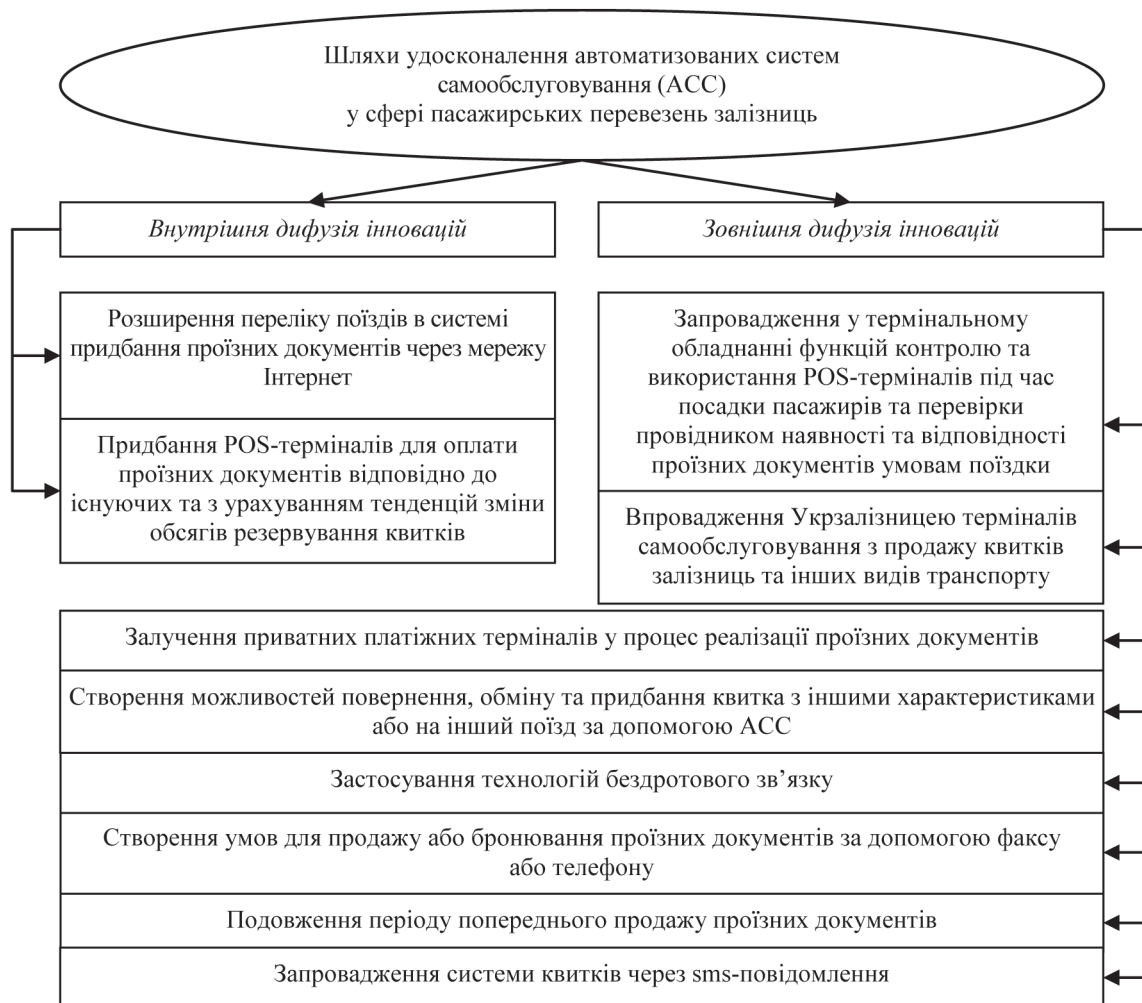 Шляхи удосконалення автоматизованих систем
самообслуговування (АСС)
у сфері пасажирських перевезень залізниць
Внутрішня дифузія інновацій
Зовнішня дифузія інновацій
Розширення переліку поїздів в системі
придбання проїзних документів через мережу
Інтернет
Придбання POS-терміналів для оплати
проїзних документів відповідно до
існуючих та з урахуванням тенденцій зміни
обсягів резервування квитків
Запровадження у термінальному
обладнанні функцій контролю та
використання POS-терміналів під час
посадки пасажирів та перевірки
провідником наявності та відповідності
проїзних документів умовам поїздки
Впровадження Укрзалізницею терміналів
самообслуговування з продажу квитків
залізниць та інших видів транспорту
Залучення приватних платіжних терміналів у процес реалізації проїзних документів
Створення можливостей повернення, обміну та придбання квитка з іншими характеристиками
або на інший поїзд за допомогою АСС
Застосування технологій бездротового зв’язку
Створення умов для продажу або бронювання проїзних документів за допомогою факсу
або телефону
Подовження періоду попереднього продажу проїзних документів
Запровадження системи квитків через sms-повідомлення